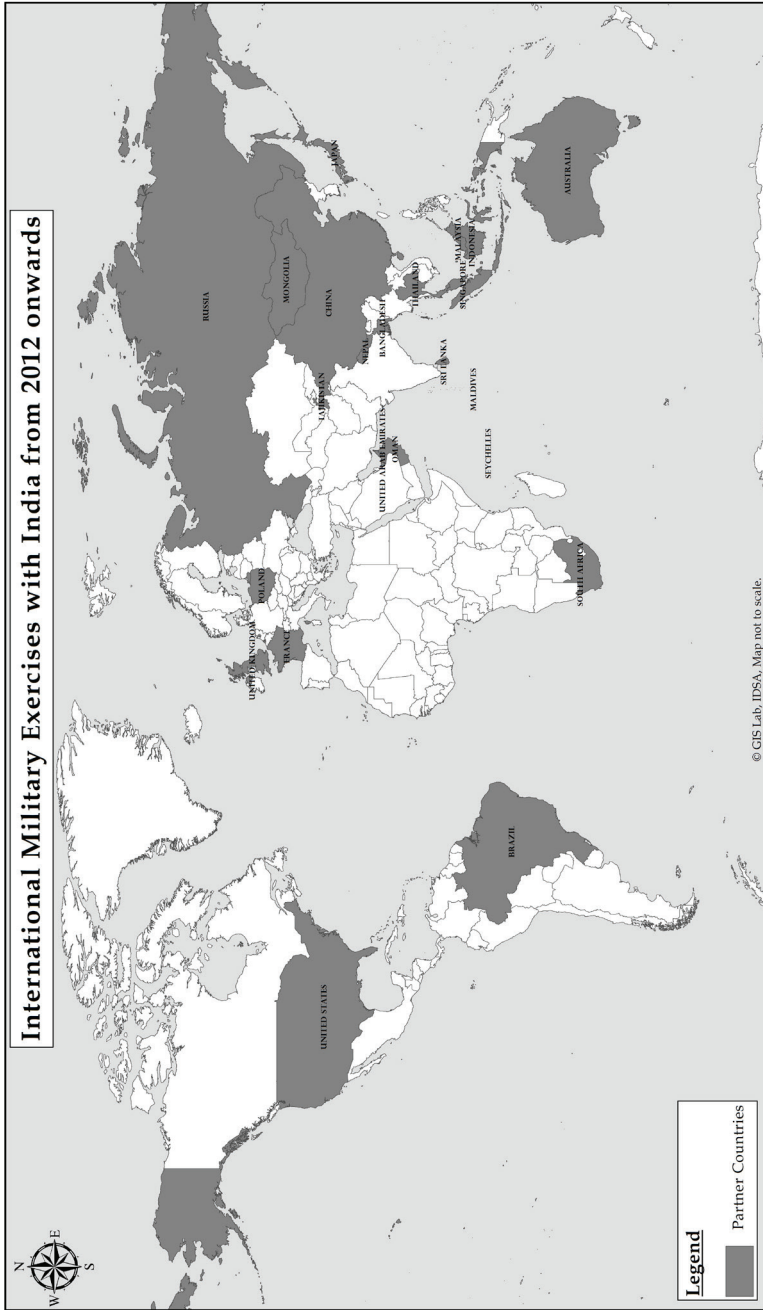 International Military Exercises with India from 2012 onwards
N
W
E
S
RUSSIA
MONGOLIA
CHINA
JAPAN
TAJIKISTAN
NEPAL
BANGLADESH
THAILAND
UNITED KINGDOM
POLAND
FRANCE
UNITED ARAB EMIRATES
OMAN
SRI LANKA
MALDIVES
SEYCHELLES
SINGAPORE
MALAYSIA
INDONESIA
AUSTRALIA
SOUTH AFRICA
UNITED STATES
BRAZIL
Legend
Partner Countries
© GIS Lab, IDSA, Map not to scale.